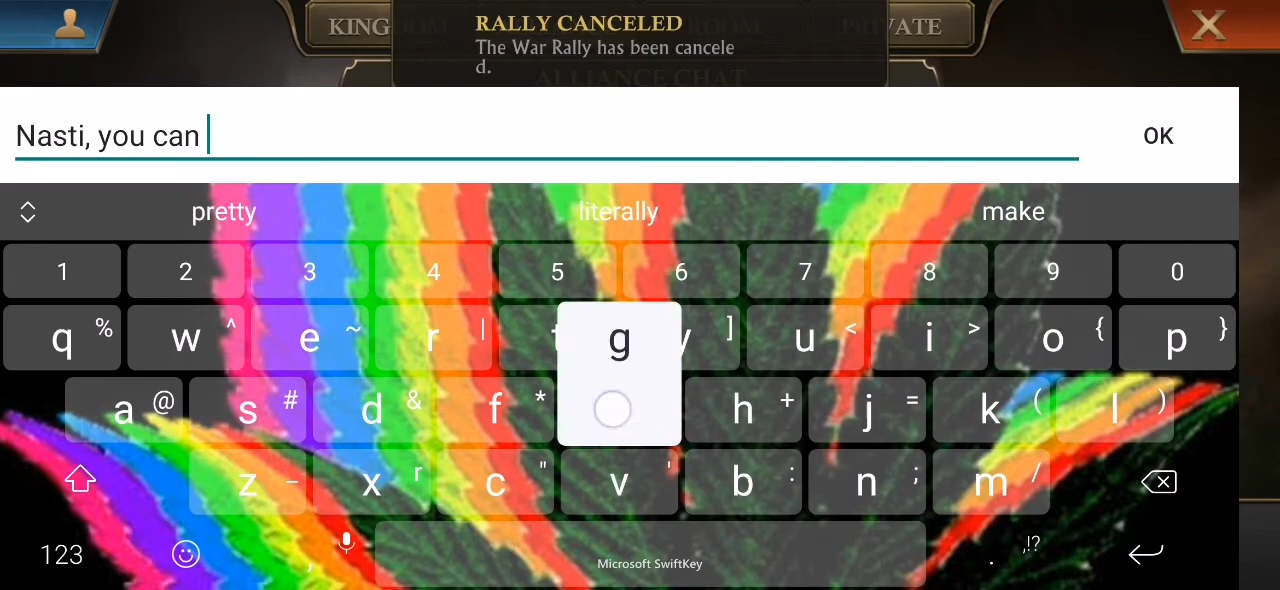 KINGDOM
ROOM
PRIVATE
RALLY CANCELED
The War Rally has been cancele
d.
ALLIANCE CHAT
Nasti, you can
OK
pretty literally make
1 2 3 4 5 6 7 8 9 0
q % w ^ e ~ r | t g y ] u < i > o { p }
a @ s # d & f * h + j = k ( l )
z _ x r c " v ' b : n ; m /
123 , Microsoft SwiftKey . ,!?